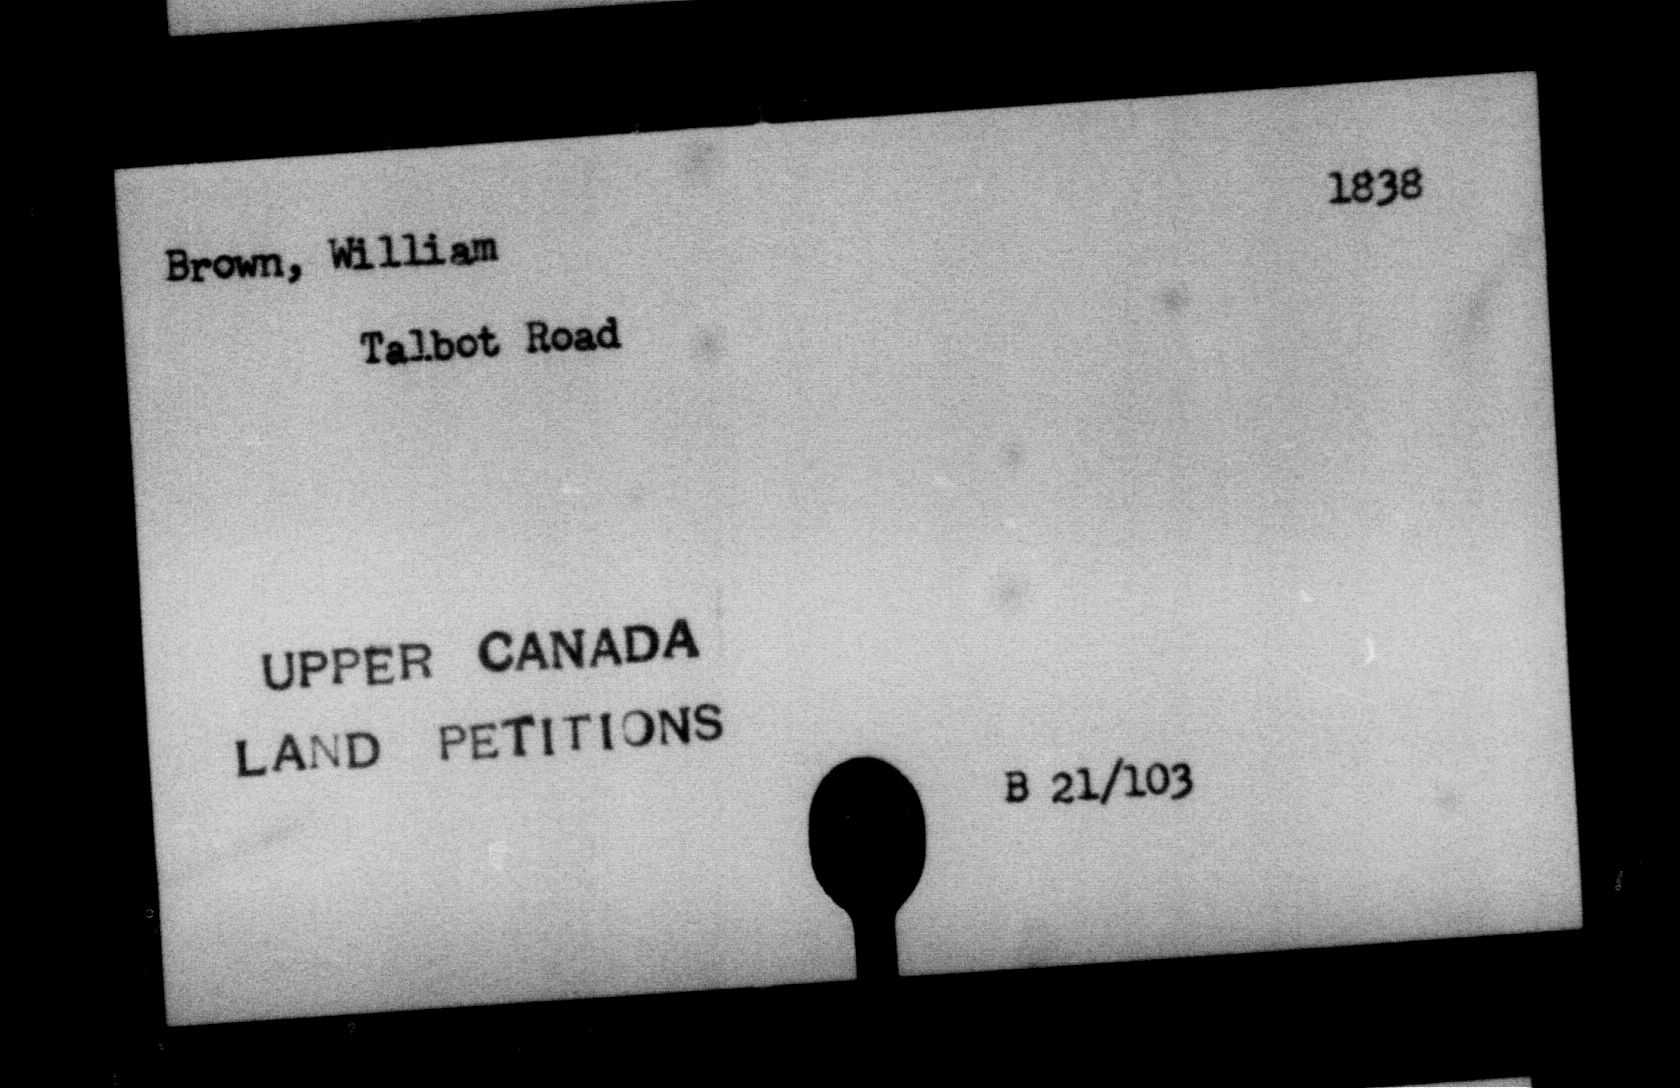 1838
Brown, William
Talbot Road
UPPER CANADA
LAND PETITIONS
B 21/103